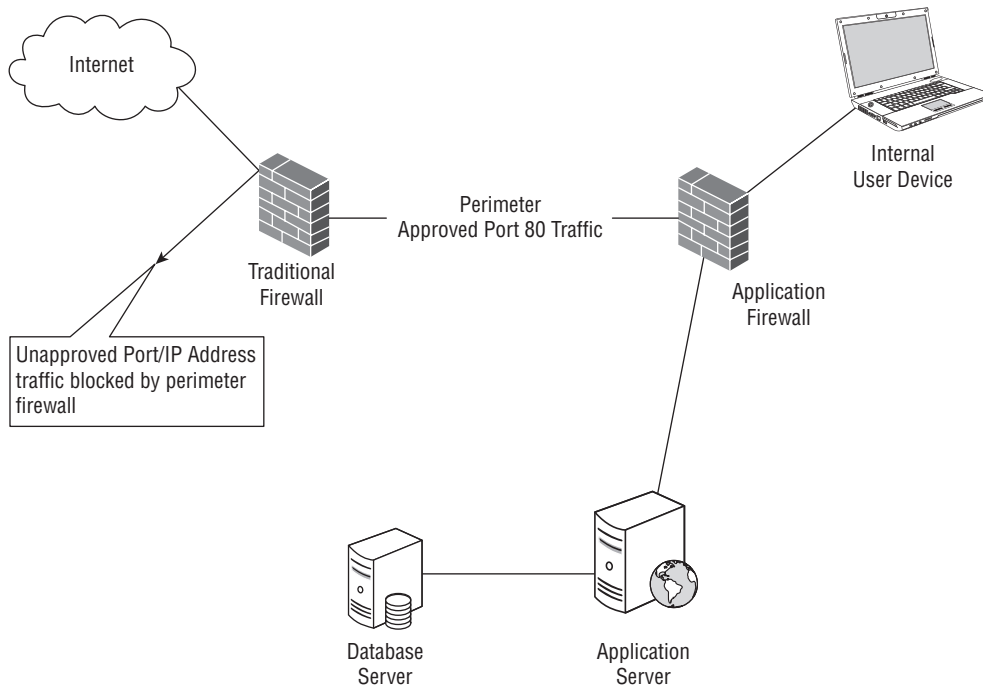 Internet
Internal
User Device
Perimeter
Approved Port 80 Traffic
Traditional
Firewall
Application
Firewall
Unapproved Port/IP Address
traffic blocked by perimeter
firewall
Database
Server
Application
Server